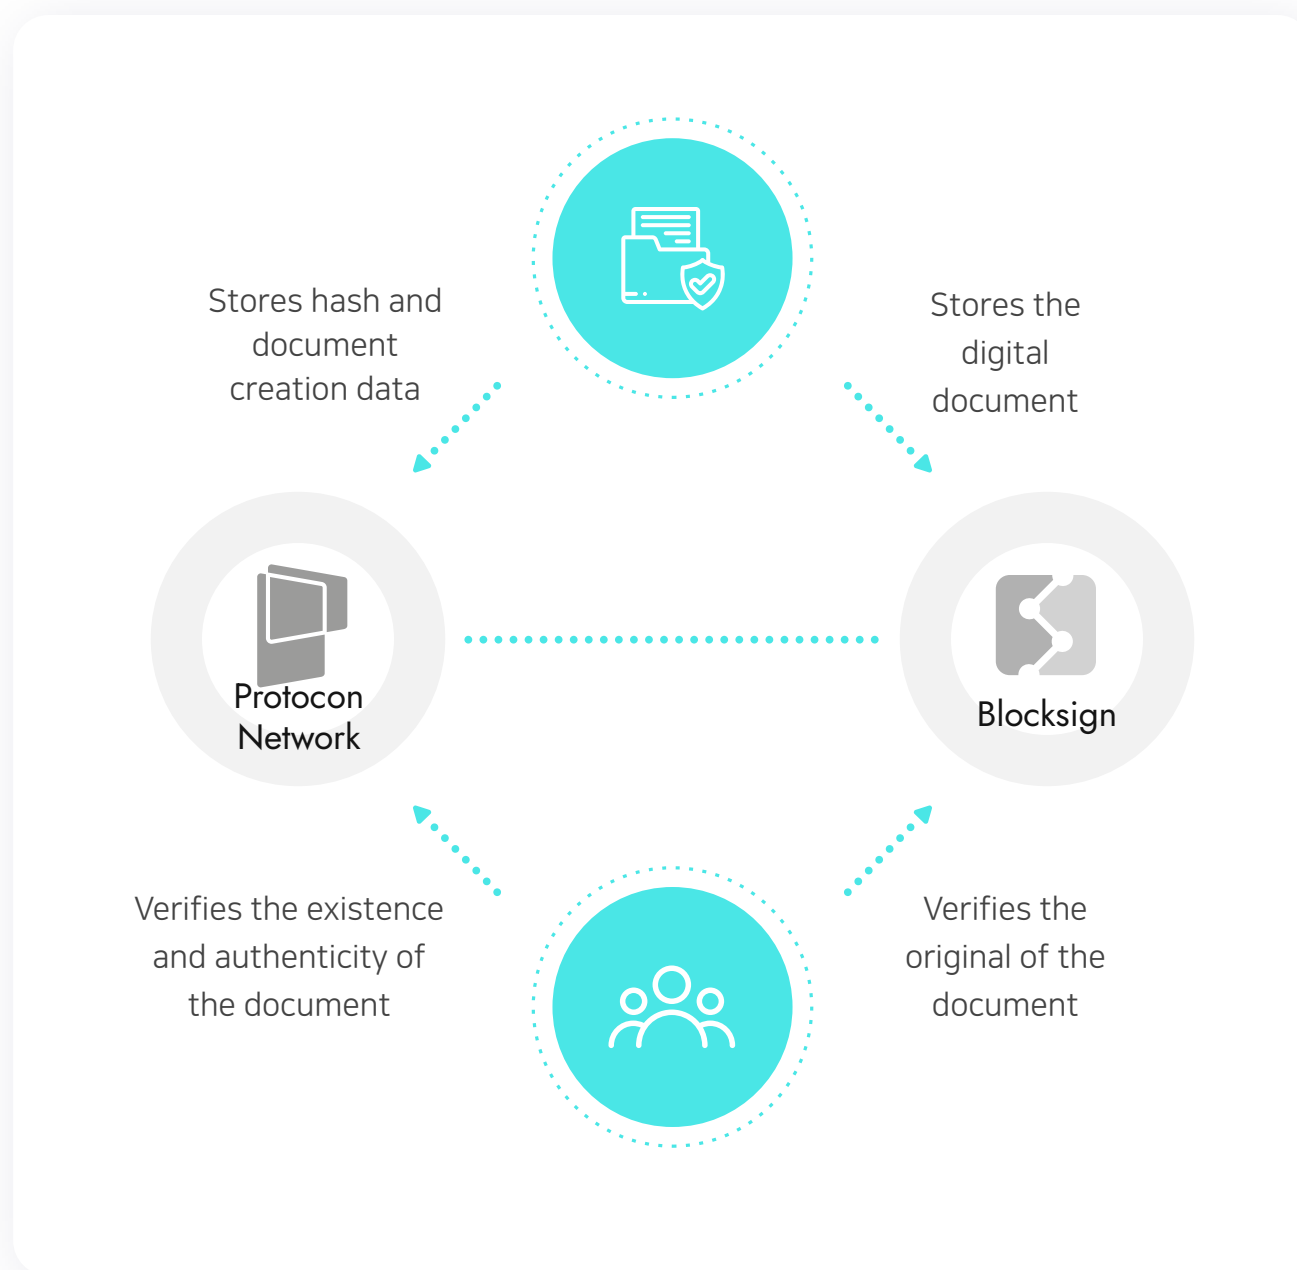 Stores hash and
document
creation data
Stores the
digital
document
Protocon
Network
Blocksign
Verifies the existence
and authenticity of
the document
Verifies the
original of the
document